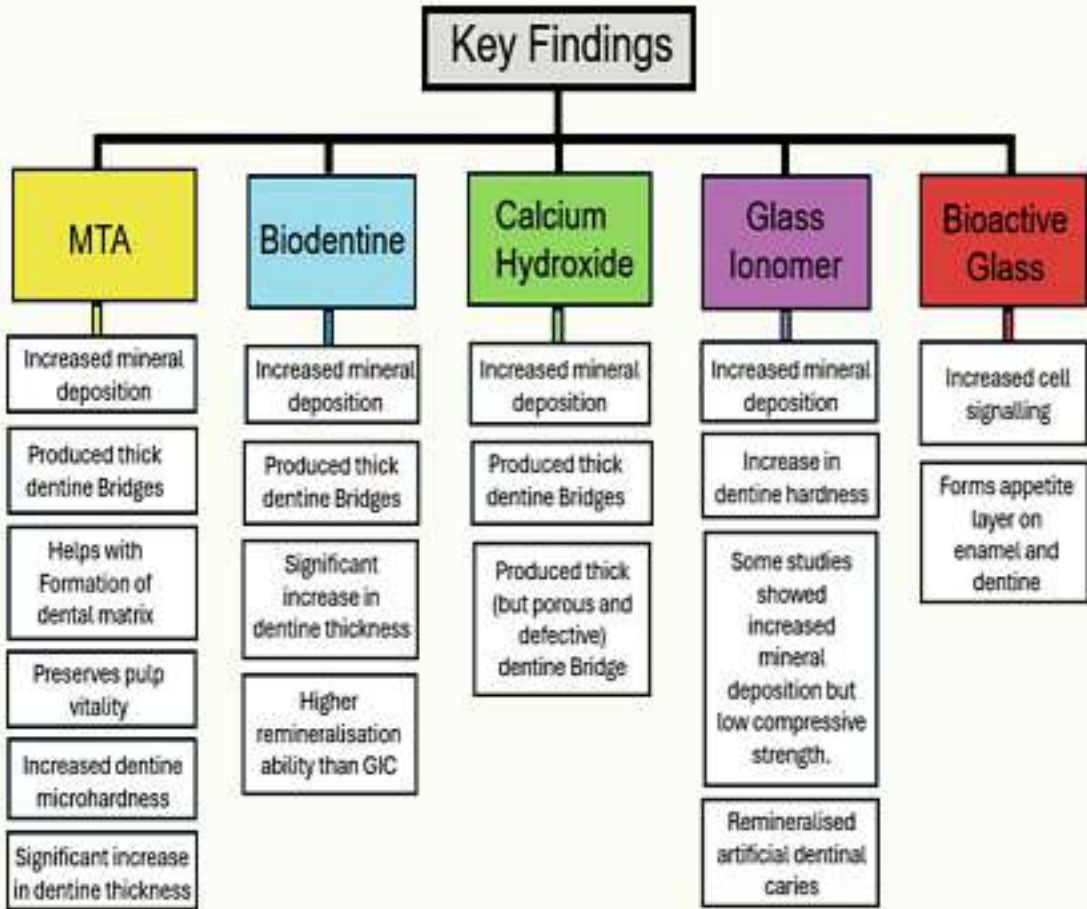 Key Findings
MTA
Increased mineral
deposition
Produced thick
dentine Bridges
Helps with
Formation of
dental matrix
Preserves pulp
vitality
Increased dentine
microhardness
Significant increase
in dentine thickness
Biodentine
Increased mineral
deposition
Produced thick
dentine Bridges
Significant
increase in
dentine thickness
Higher
remineralisation
ability than GIC
Calcium
Hydroxide
Increased mineral
deposition
Produced thick
dentine Bridges
Produced thick
(but porous and
defective)
dentine Bridge
Glass
Ionomer
Increased mineral
deposition
Increase in
dentine hardness
Some studies
showed
increased
mineral
deposition but
low compressive
strength.
Remineralised
artificial dentinal
caries
Bioactive
Glass
Increased cell
signalling
Forms appetite
layer on
enamel and
dentine